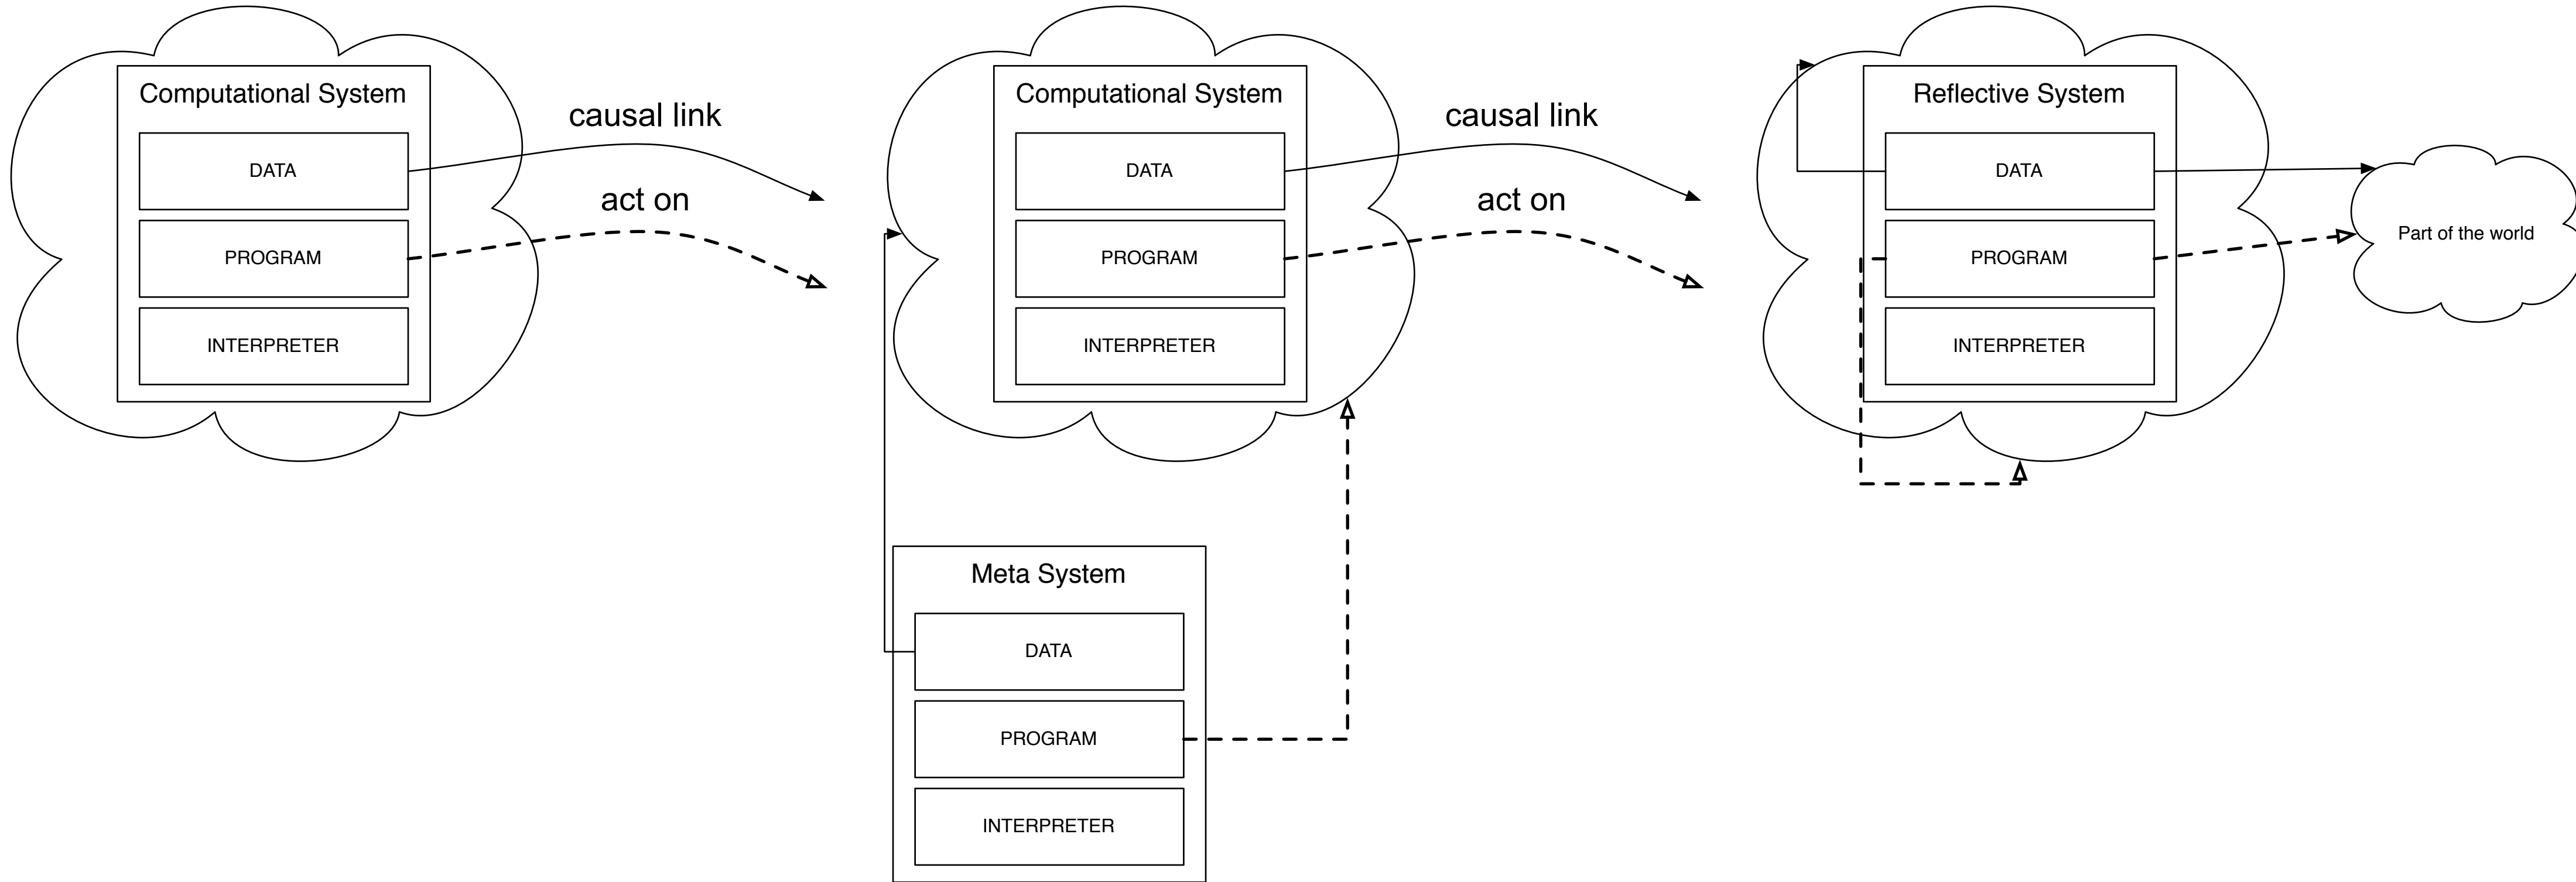 Computational System
DATA
PROGRAM
INTERPRETER
causal link
act on
Computational System
DATA
PROGRAM
INTERPRETER
causal link
act on
Meta System
DATA
PROGRAM
INTERPRETER
Reflective System
DATA
PROGRAM
INTERPRETER
Part of the world